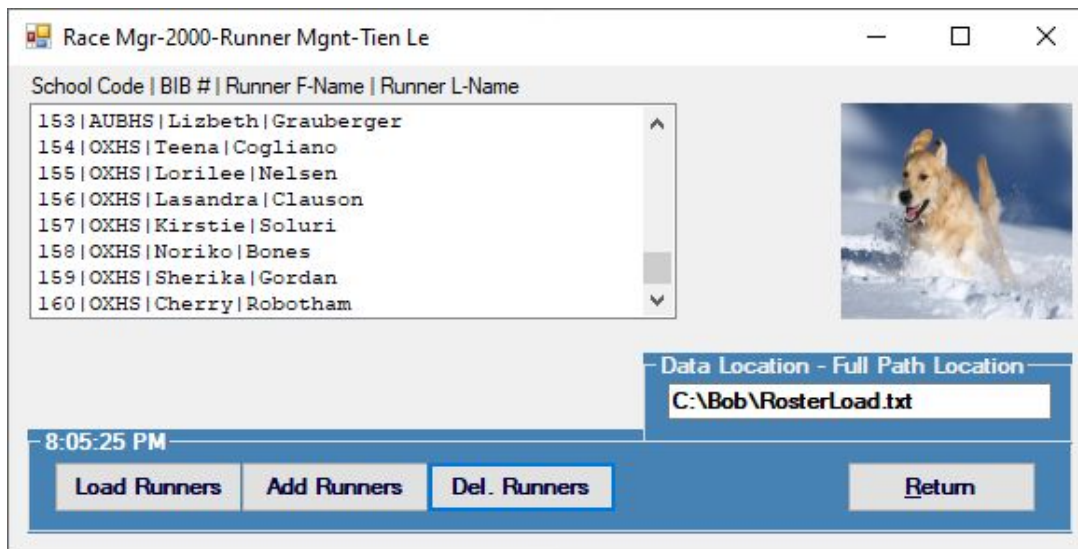 Race Mgr-2000-Runner Mgnt-Tien Le
School Code | BIB # | Runner F-Name | Runner L-Name
153|AUBHS|Lizbeth|Grauberger
154|OXHS|Teena|Cogliano
155|OXHS|Lorilee|Nelsen
156|OXHS|Lasandra|Clauson
157|OXHS|Kirstie|Soluri
158|OXHS|Noriko|Bones
159|OXHS|Sherika|Gordan
160|OXHS|Cherry|Robotham
Data Location - Full Path Location
C:\Bob\RosterLoad.txt
8:05:25 PM
Load Runners Add Runners Del. Runners Return